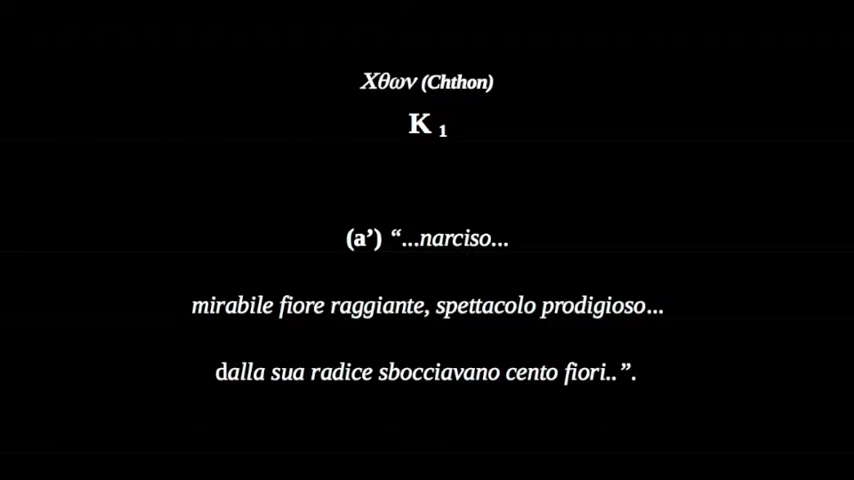 Χθων (Chthon)
K 1
(a’) “...narciso...
mirabile fiore raggiante, spettacolo prodigioso...
dalla sua radice sbocciavano cento fiori..”.